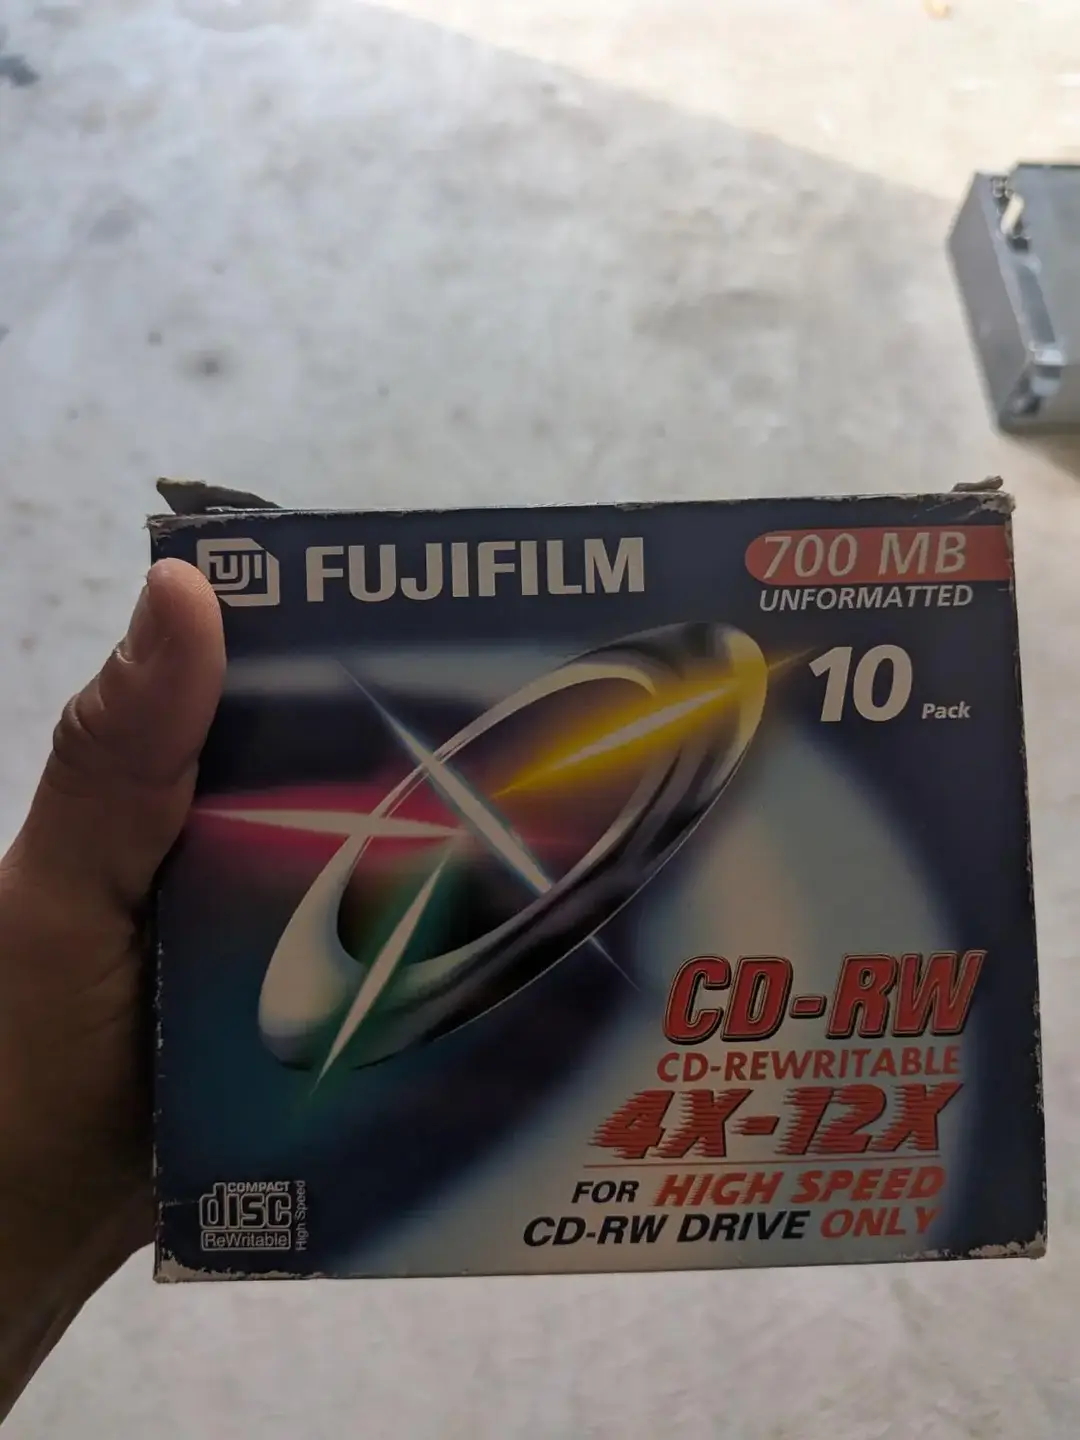 FUJI FUJIFILM
700 MB
UNFORMATTED
10 Pack
CD-RW
CD-REWRITABLE
4X-12X
FOR HIGH SPEED
CD-RW DRIVE ONLY
COMPACT
disc
ReWritable
High Speed